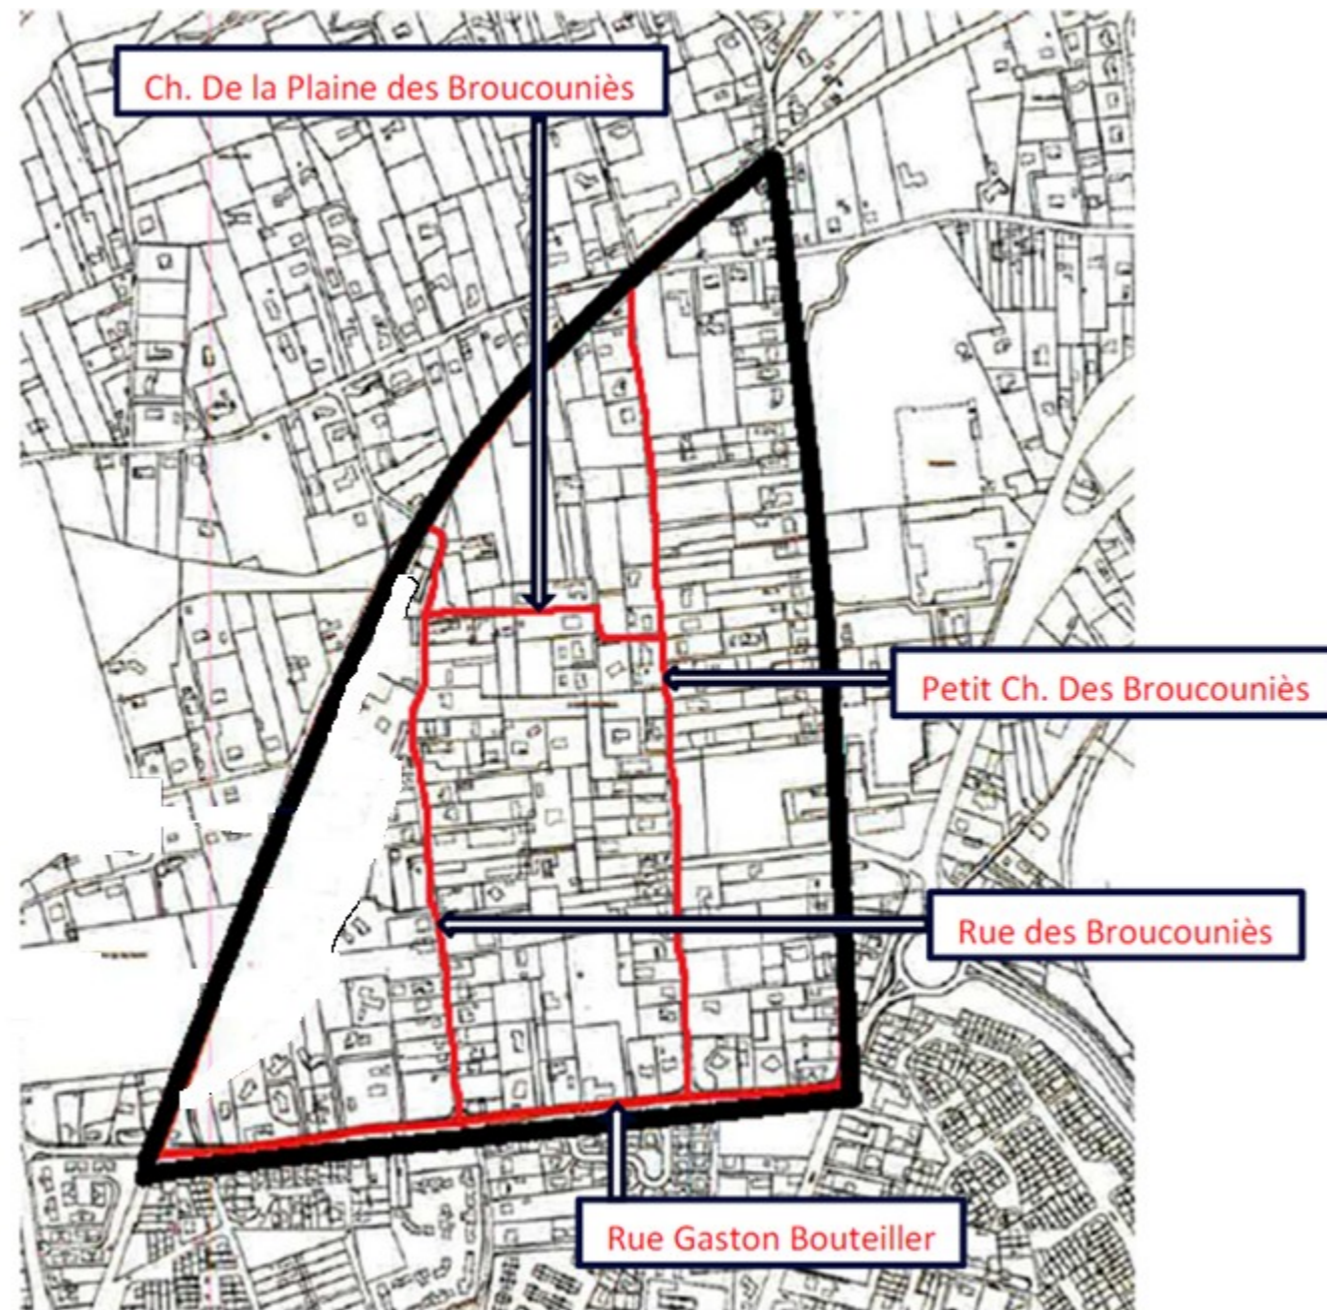 Ch. De la Plaine des Broucouniès
Petit Ch. Des Broucouniès
Rue des Broucouniès
Rue Gaston Bouteiller